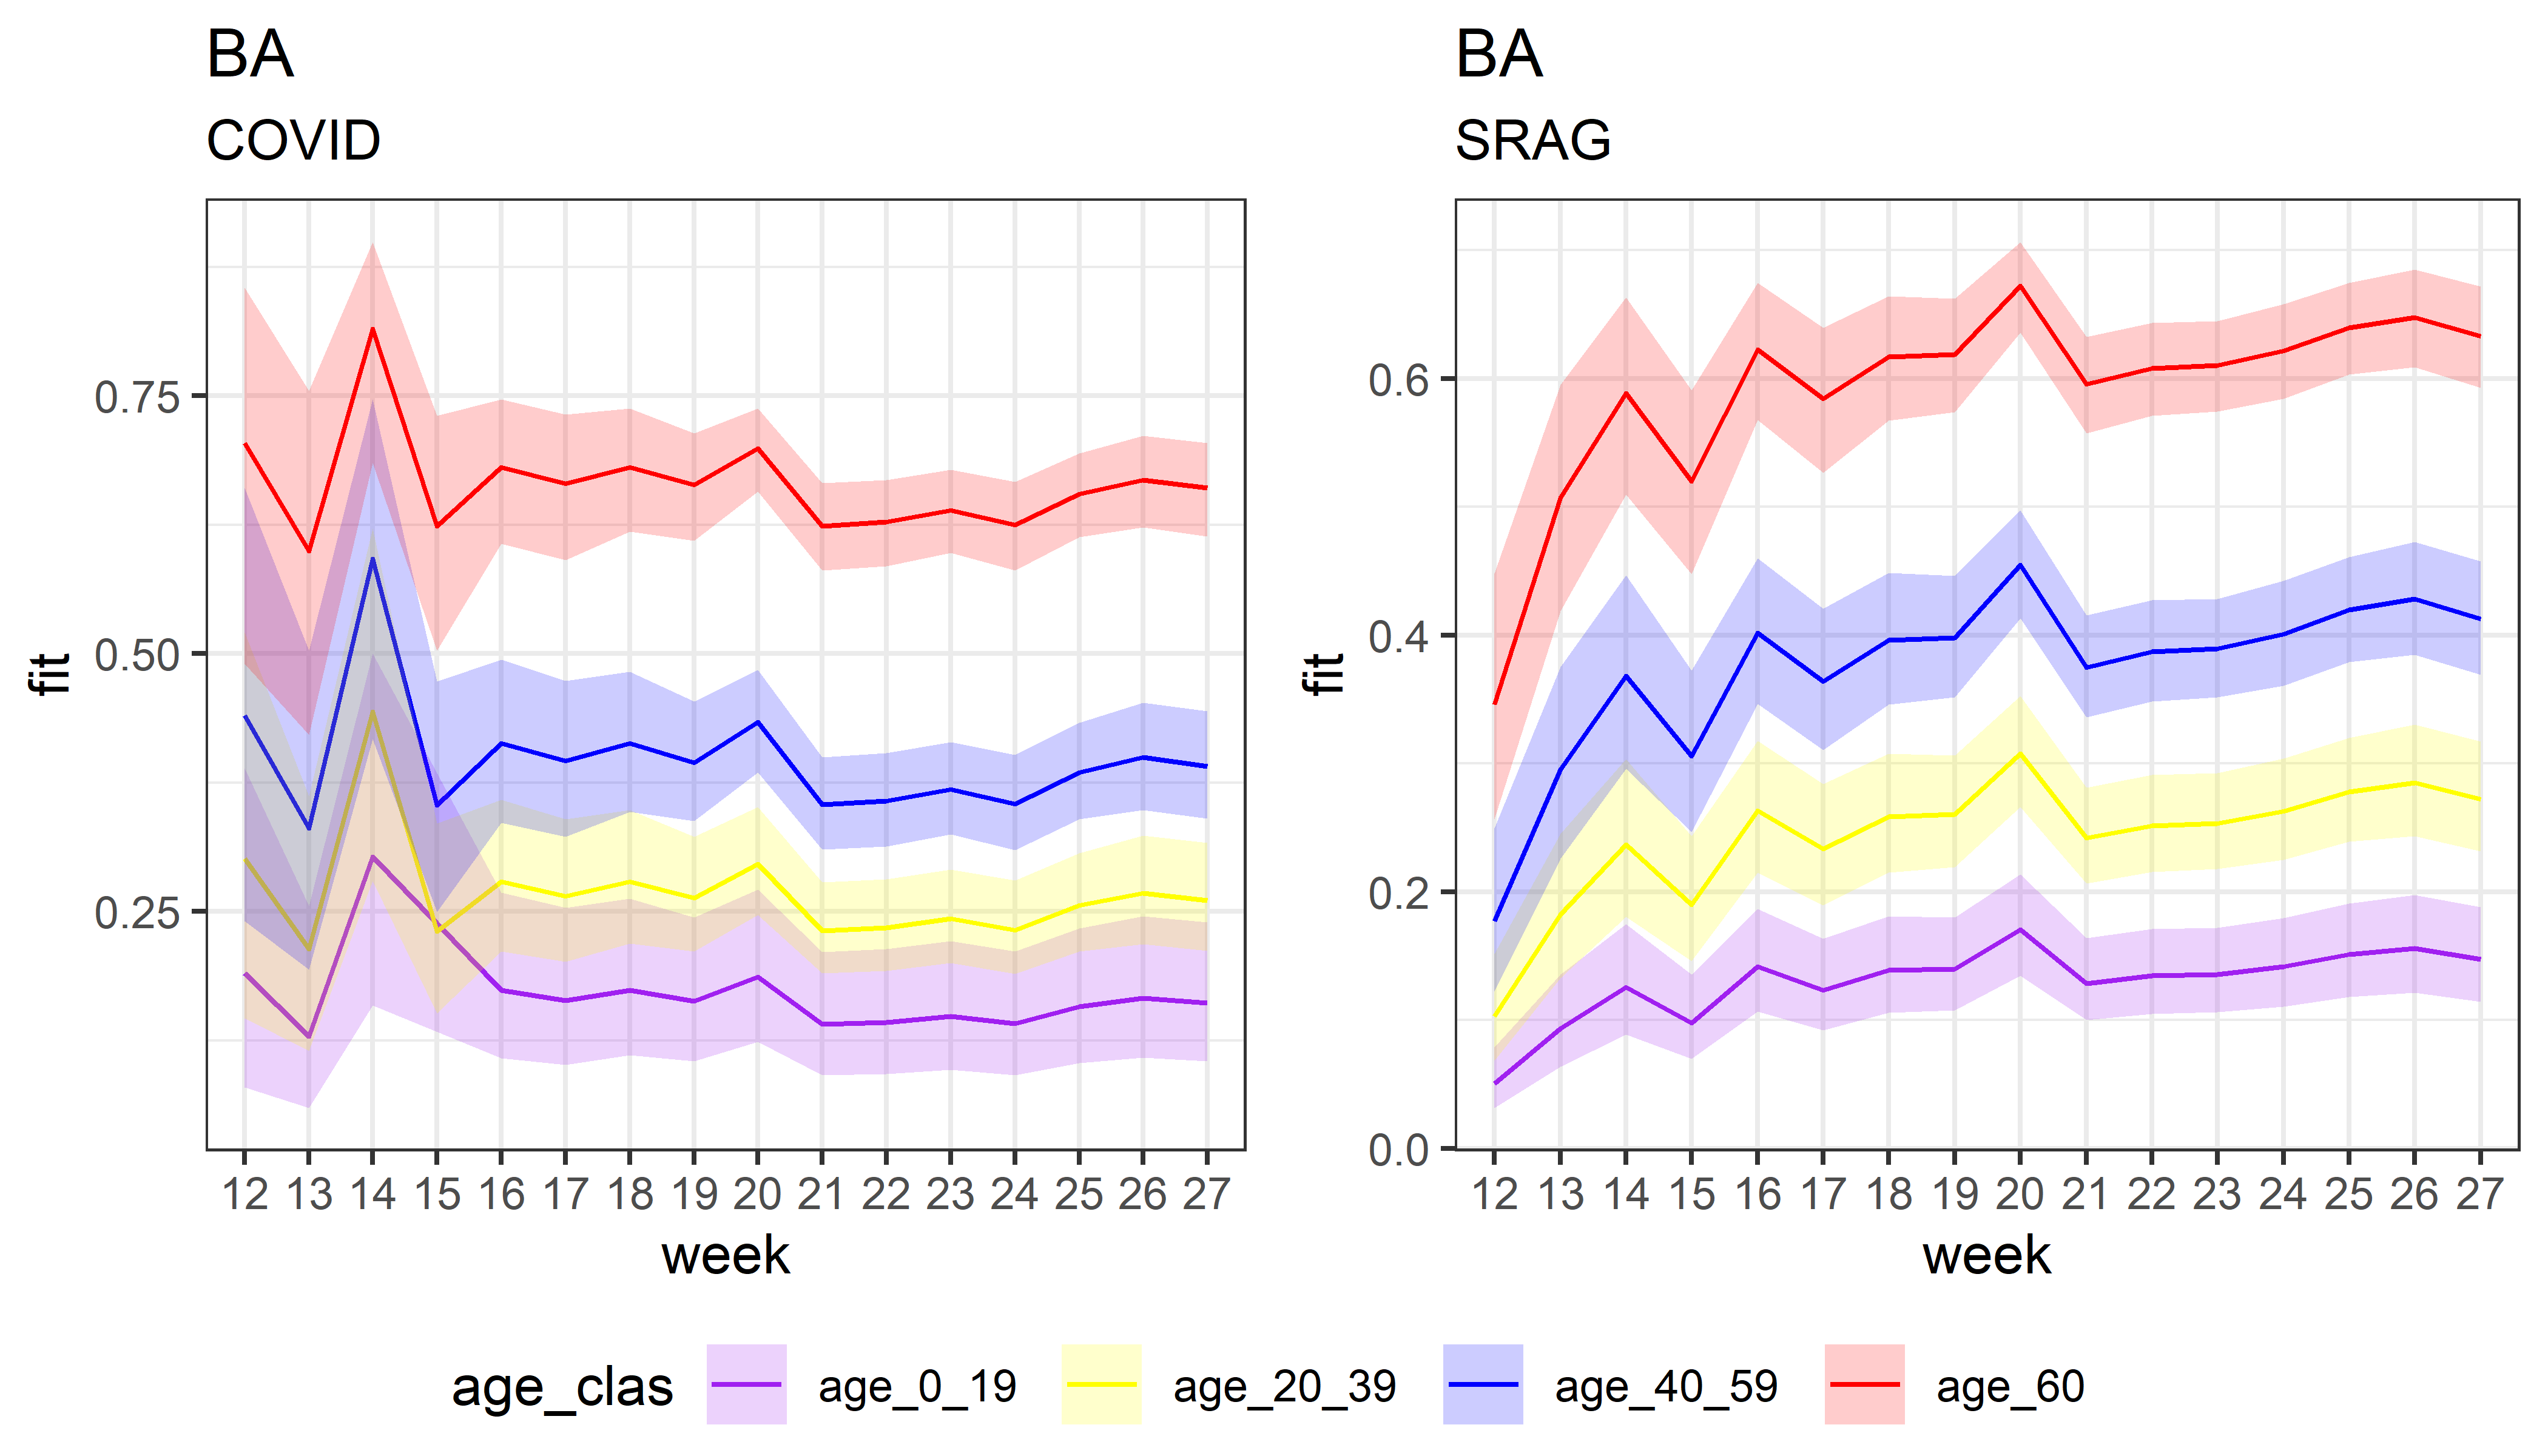 BA
COVID
fit
0.75
0.50
0.25
12 13 14 15 16 17 18 19 20 21 22 23 24 25 26 27
week
BA
SRAG
fit
0.6
0.4
0.2
0.0
12 13 14 15 16 17 18 19 20 21 22 23 24 25 26 27
week
age_clas age_0_19 age_20_39 age_40_59 age_60